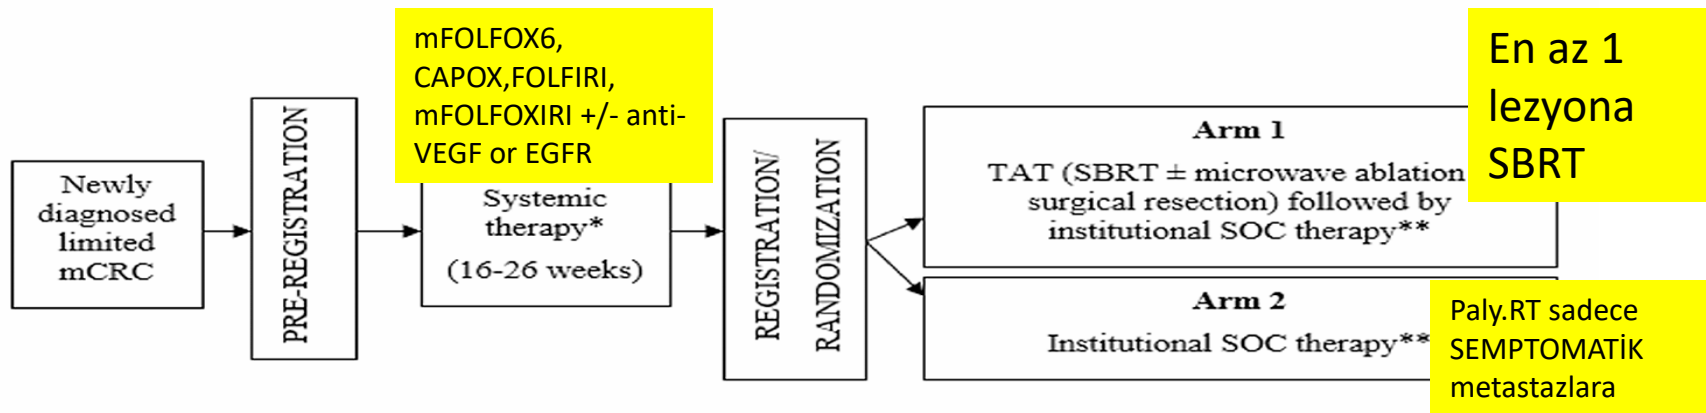 Newly
diagnosed
limited
mCRC
PRE-REGISTRATION
mFOLFOX6,
CAPOX,FOLFIRI,
mFOLFOXIRI +/- anti-
VEGF or EGFR
Systemic
therapy*
(16-26 weeks)
REGISTRATION/
RANDOMIZATION
Arm 1
TAT (SBRT ± microwave ablation
surgical resection) followed by
institutional SOC therapy**
En az 1
lezyona
SBRT
Arm 2
Institutional SOC therapy**
Paly.RT sadece
SEMPTOMATİK
metastazlara